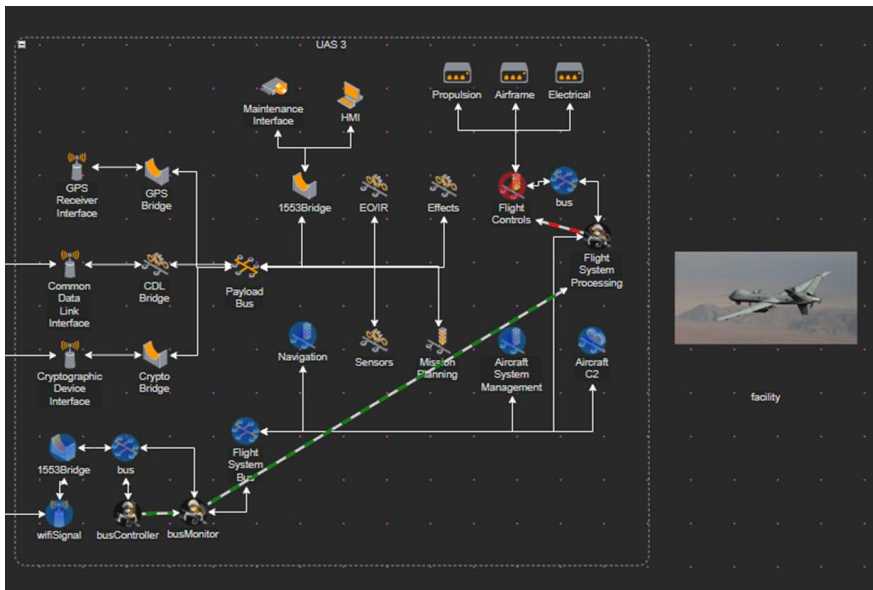 UAS 3
Propulsion
Airframe
Electrical
Maintenance
Interface
HMI
GPS
Receiver
Interface
GPS
Bridge
1553Bridge
EO/IR
Effects
Flight
Controls
bus
Flight
System
Processing
Common
Data
Link
Interface
CDL
Bridge
Payload
Bus
Navigation
Sensors
Mission
Planning
Aircraft
System
Management
Aircraft
C2
Cryptographic
Device
Interface
Crypto
Bridge
facility
Flight
System
Bus
1553Bridge
bus
wifiSignal
busController
busMonitor